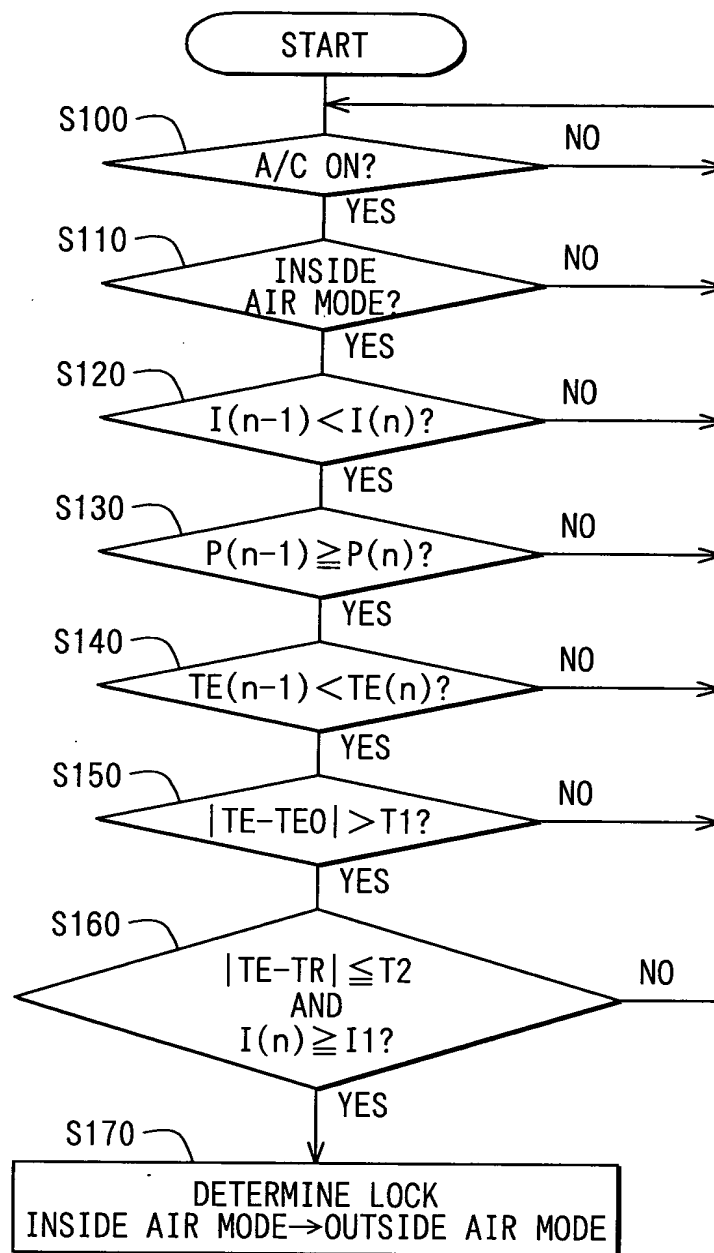 START
S100
A/C ON?
NO
YES
S110
INSIDE
AIR MODE?
NO
YES
S120
I(n-1)<I(n)?
NO
YES
S130
P(n-1)≧P(n)?
NO
YES
S140
TE(n-1)<TE(n)?
NO
YES
S150
|TE-TEO|>T1?
NO
YES
S160
|TE-TR|≦T2
AND
I(n)≧I1?
NO
YES
S170
DETERMINE LOCK
INSIDE AIR MODE→OUTSIDE AIR MODE